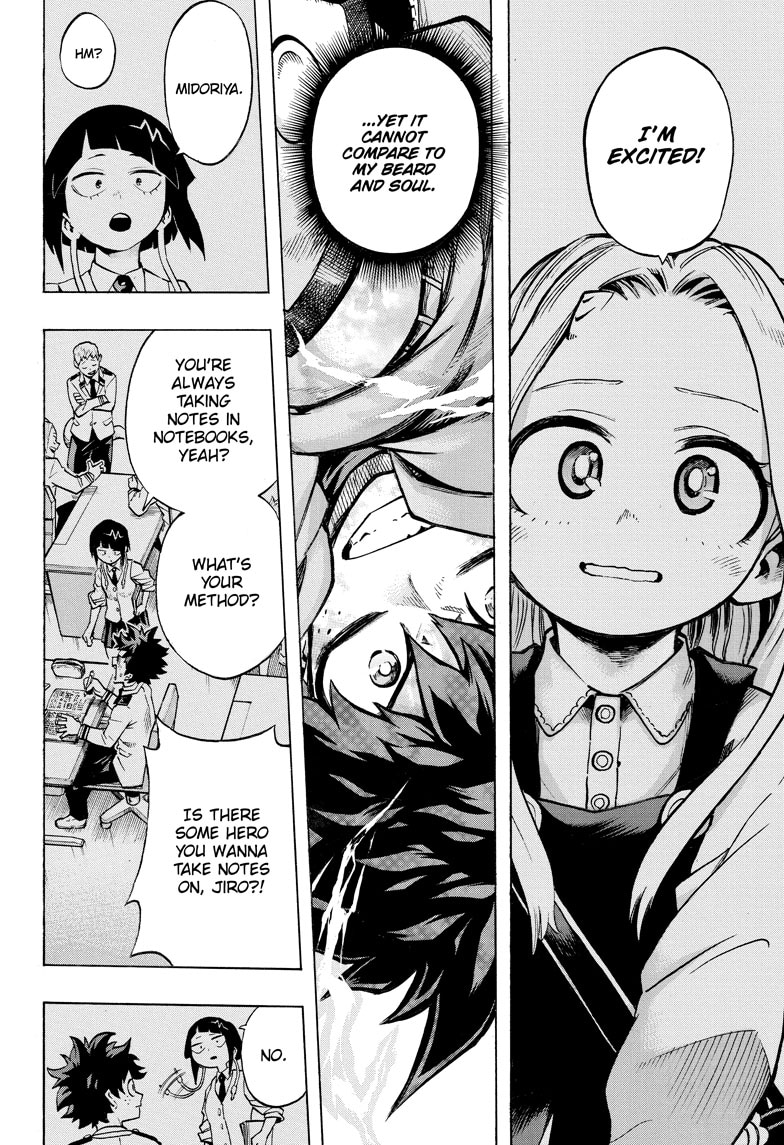 I'M
EXCITED!
...YET IT
CANNOT
COMPARE TO
MY BEARD
AND SOUL.
MIDORIYA.
HM?
YOU'RE
ALWAYS
TAKING
NOTES IN
NOTEBOOKS,
YEAH?
WHAT'S
YOUR
METHOD?
IS THERE
SOME HERO
YOU WANNA
TAKE NOTES
ON, JIRO?!
NO.